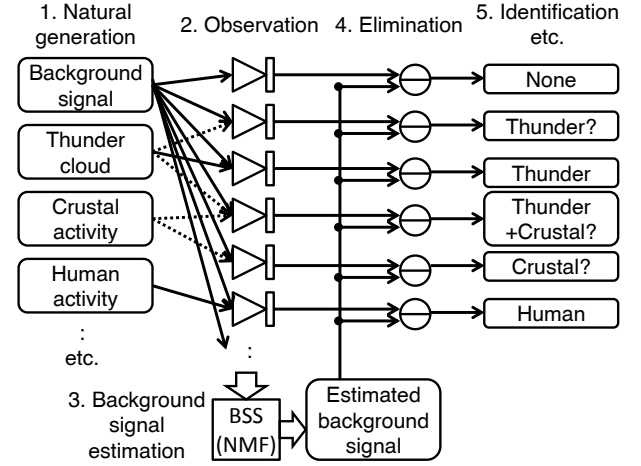 1. Natural
generation
2. Observation
4. Elimination
5. Identification
etc.
Background
signal
Thunder
cloud
Crustal
activity
Human
activity
:
etc.
:
None
Thunder?
Thunder
Thunder
+Crustal?
Crustal?
Human
3. Background
signal
estimation
BSS
(NMF)
Estimated
background
signal